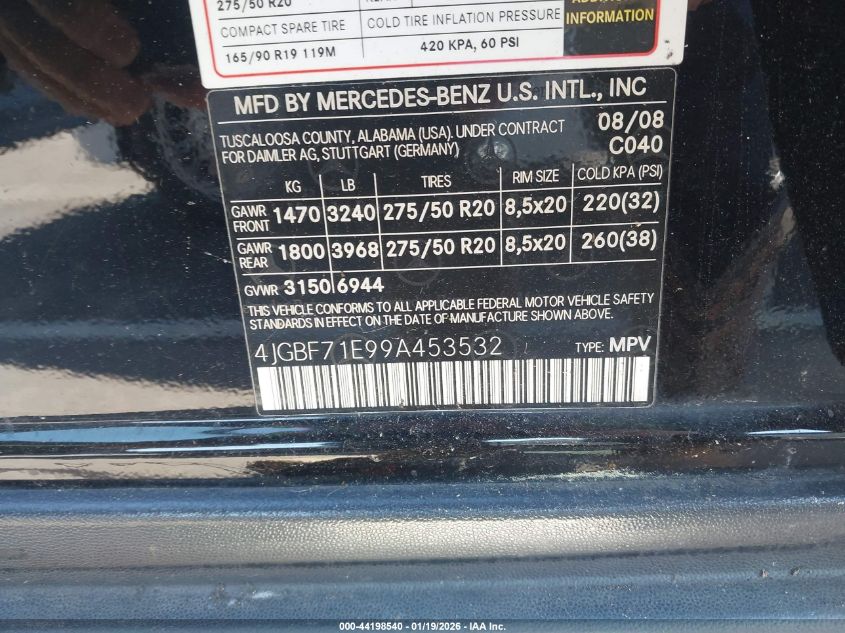 275/50 R20
COMPACT SPARE TIRE COLD TIRE INFLATION PRESSURE
165/90 R19 119M 420 KPA, 60 PSI
INFORMATION
MFD BY MERCEDES-BENZ U.S. INTL., INC
TUSCALOOSA COUNTY, ALABAMA (USA). UNDER CONTRACT 08/08
FOR DAIMLER AG, STUTTGART (GERMANY) C040
KG LB TIRES RIM SIZE COLD KPA (PSI)
GAWR FRONT 1470 3240 275/50 R20 8,5x20 220(32)
GAWR REAR 1800 3968 275/50 R20 8,5x20 260(38)
GVWR 3150 6944
THIS VEHICLE CONFORMS TO ALL APPLICABLE FEDERAL MOTOR VEHICLE SAFETY
STANDARDS IN EFFECT ON THE DATE OF MANUFACTURE SHOWN ABOVE.
4JGBF71E99A453532 TYPE: MPV
000-44198540 - 01/19/2026 - IAA Inc.